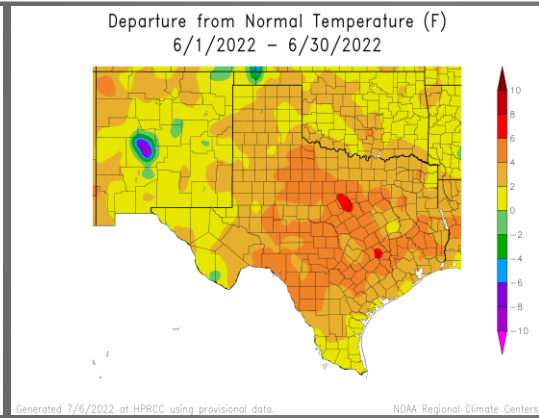 Departure from Normal Temperature (F)
6/1/2022 – 6/30/2022
10
8
6
4
2
0
-2
-4
-6
-8
-10
Generated 7/6/2022 at HPRCC using provisional data.
NOAA Regional Climate Centers